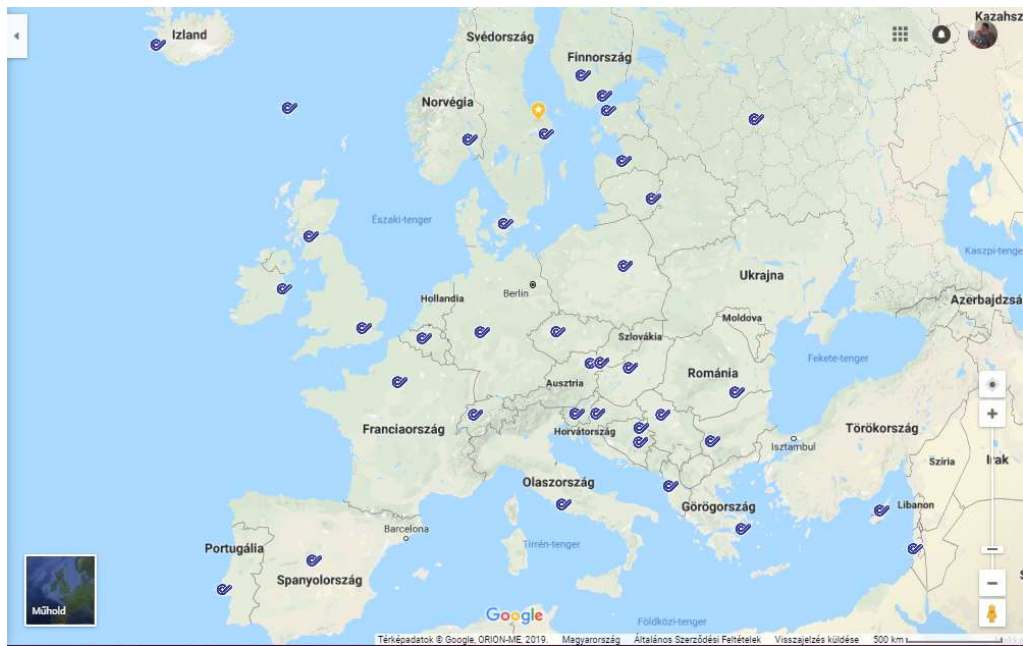 Izland
Kazahsz
Svédország
Finnország
Norvégia
Északi-tenger
Kaszpi-tenge
Ukrajna
Hollandia
Berlin
Azerbajdzsá
Moldova
Szlovákia
Fekete-tenger
Románia
Ausztria
Franciaország
Horvátország
Törökország
Isztambul
Szíria
Irak
Olaszország
Görögország
Libanon
Barcelona
Portugália
Tirrén-tenger
Spanyolország
Műhold
Google
Földközi-tenger
Térképadatok © Google, ORION-ME, 2019. Magyarország Általános Szerződési Feltételek Visszajelzés küldése 500 km